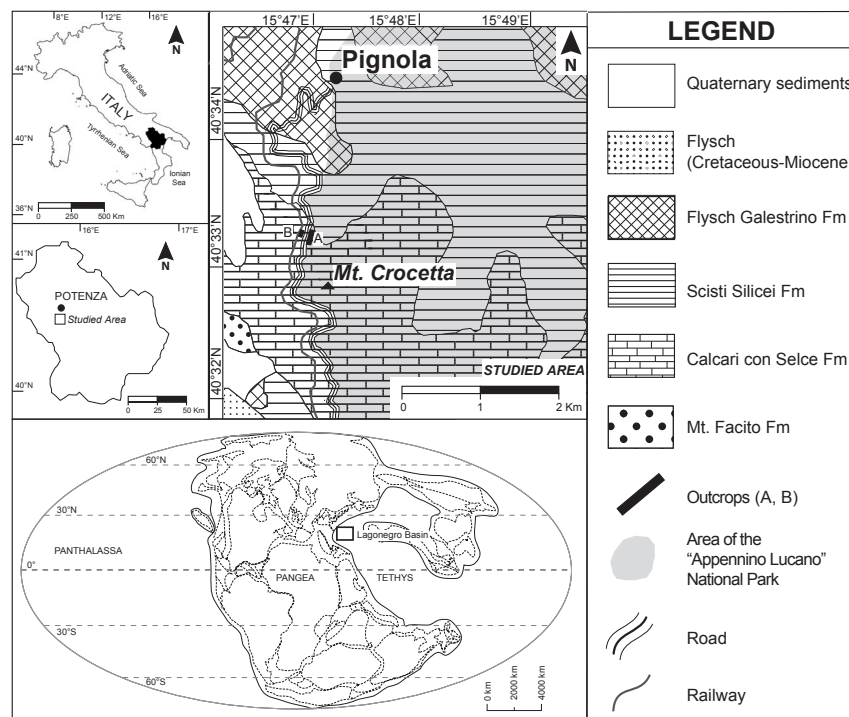 8°E 12°E 16°E
N
44°N
40°N
36°N
Adriatic Sea
ITALY
Tyrrhenian Sea
Ionian
Sea
0 250 500 Km
16°E 17°E
41°N
40°N
N
POTENZA
Studied Area
0 25 50 Km
15°47'E 15°48'E 15°49'E
40°34'N
40°33'N
40°32'N
N
Pignola
B
A
Mt. Crocetta
STUDIED AREA
0 1 2 Km
60°N
30°N
0°
30°S
60°S
PANTHALASSA
PANGEA
TETHYS
Lagonegro Basin
0 km
2000 km
4000 km
LEGEND
Quaternary sediments
Flysch
(Cretaceous-Miocene
Flysch Galestrino Fm
Scisti Silicei Fm
Calcari con Selce Fm
Mt. Facito Fm
Outcrops (A, B)
Area of the
“Appennino Lucano”
National Park
Road
Railway